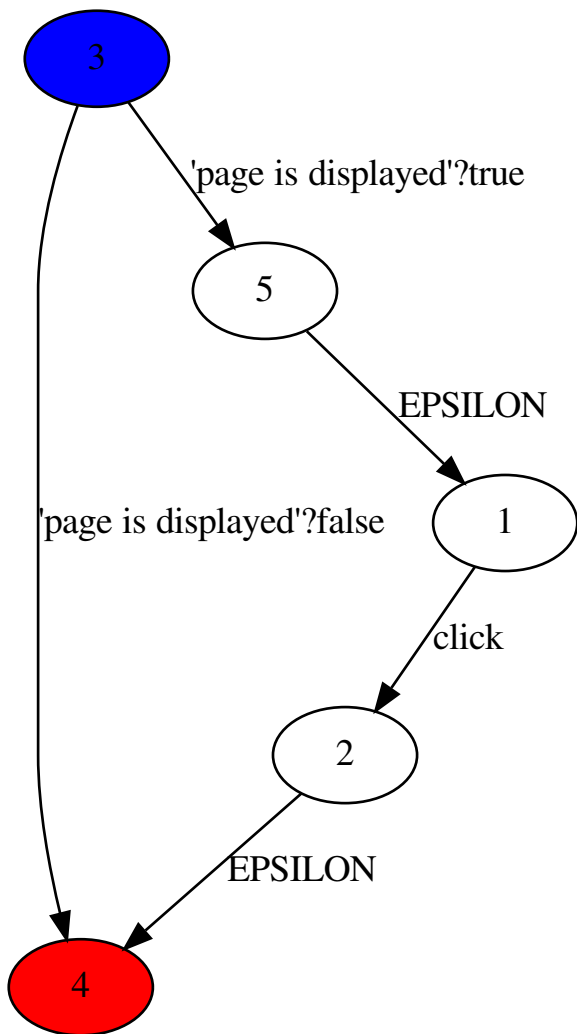 3
'page is displayed'?true
5
EPSILON
'page is displayed'?false
1
click
2
EPSILON
4